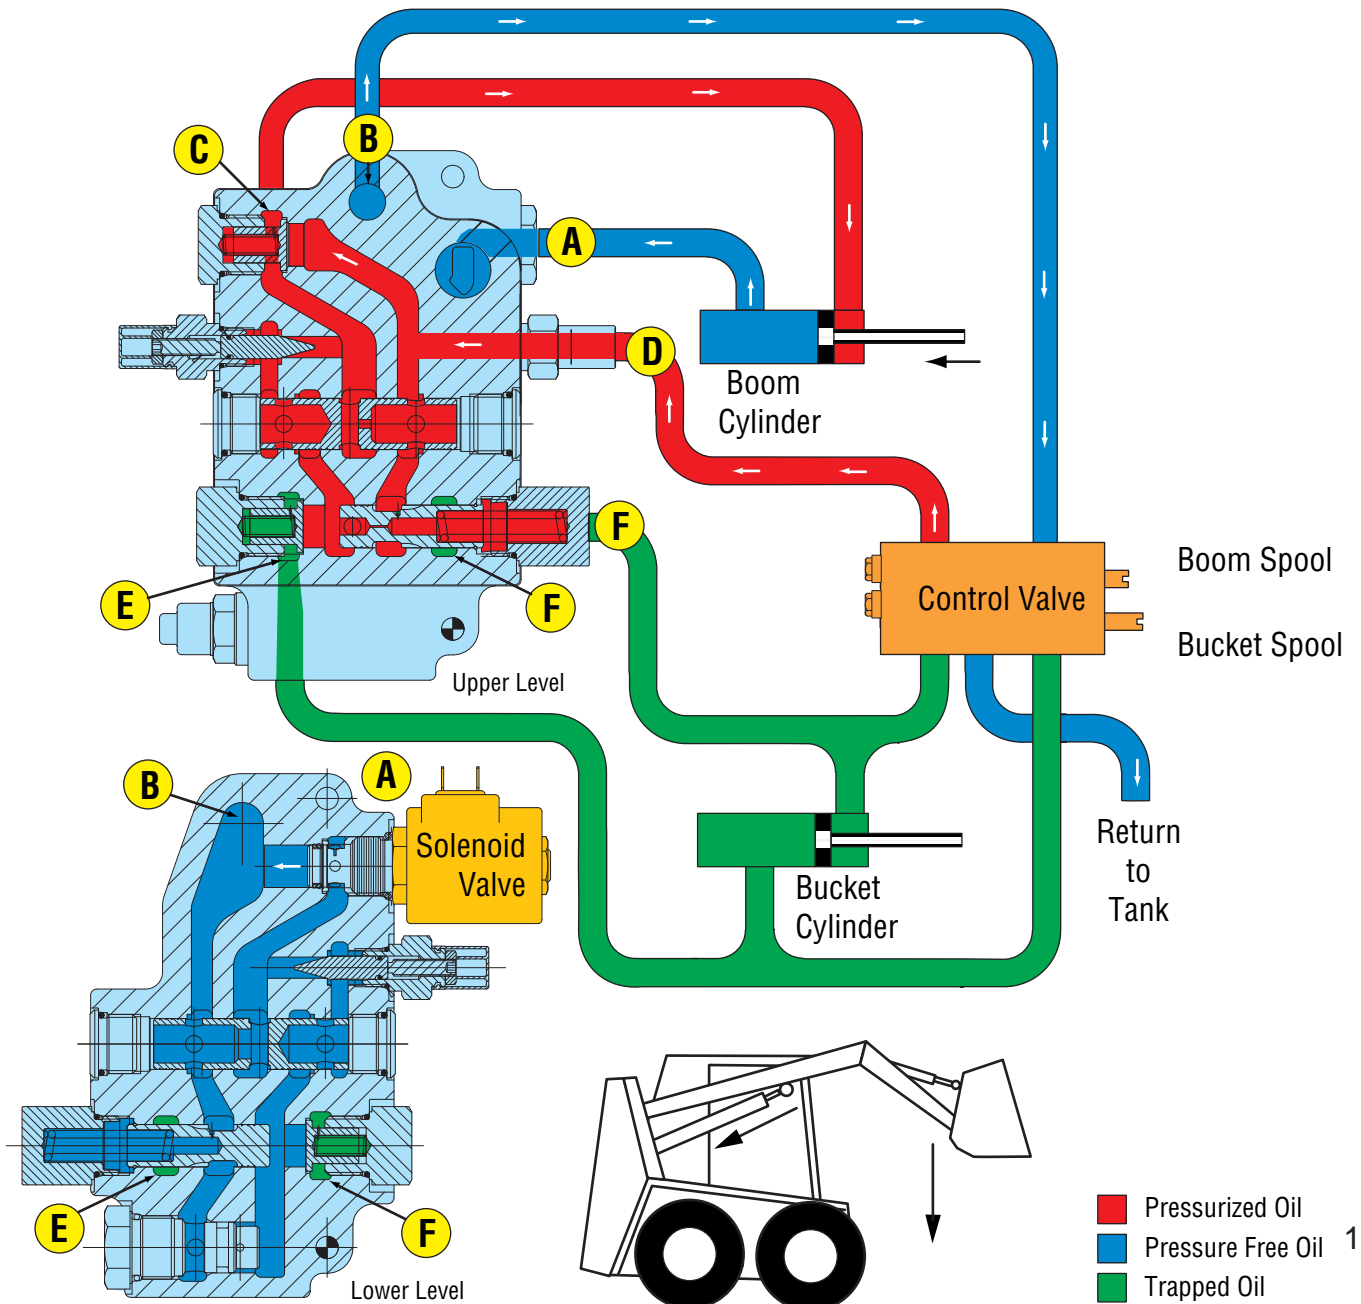 B
C
A
D
Boom
Cylinder
F
E
F
Control Valve
Boom Spool
Bucket Spool
Upper Level
A
B
Solenoid
Valve
Return
to
Tank
Bucket
Cylinder
E
F
Lower Level
Pressurized Oil
Pressure Free Oil
Trapped Oil
1